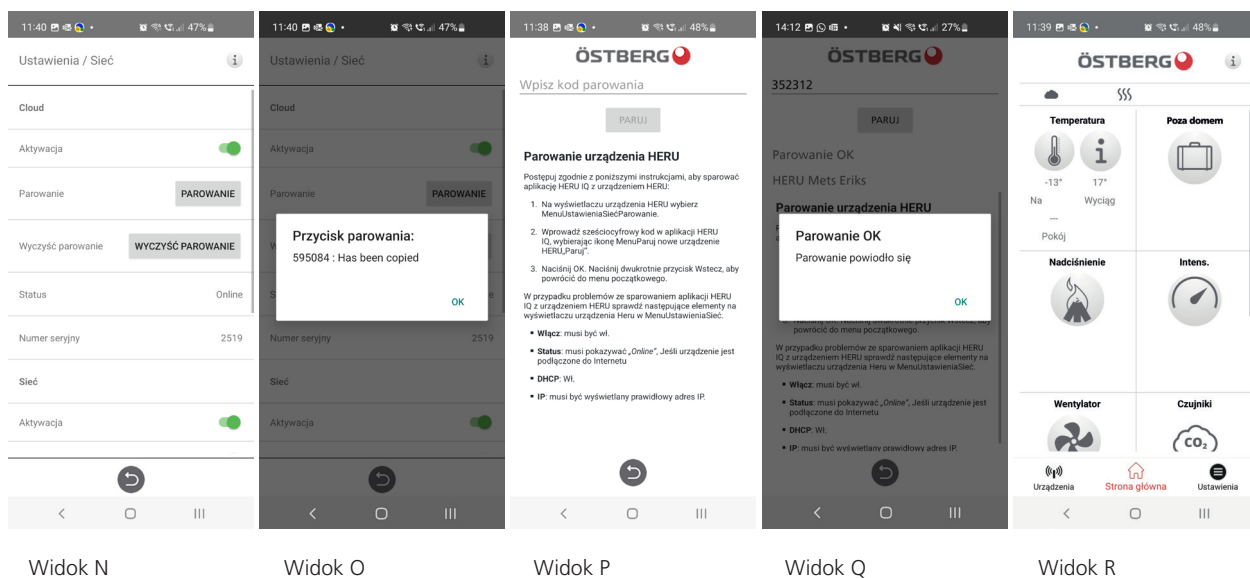 11:40 47%
Ustawienia / Sieć i
Cloud
Aktywacja
Parowanie PAROWANIE
Wyczyść parowanie WYCZYŚĆ PAROWANIE
Status Online
Numer seryjny 2519
Sieć
Aktywacja
Widok N
11:40 47%
Ustawienia / Sieć i
Cloud
Aktywacja
Parowanie PAROWANIE
Przycisk parowania:
595084 : Has been copied
OK
Numer seryjny 2519
Sieć
Aktywacja
Widok O
11:38 48%
ÖSTBERG
Wpisz kod parowania
PARUJ
Parowanie urządzenia HERU
Postępuj zgodnie z poniższymi instrukcjami, aby sparować
aplikację HERU IQ z urządzeniem HERU:
1. Na wyświetlaczu urządzenia HERU wybierz
MenuUstawieniaSiećParowanie.
2. Wprowadź sześciocyfrowy kod w aplikacji HERU
IQ, wybierając ikonę MenuParuj nowe urządzenie
HERU„Paruj”.
3. Naciśnij OK. Naciśnij dwukrotnie przycisk Wstecz, aby
powrócić do menu początkowego.
W przypadku problemów ze sparowaniem aplikacji HERU
IQ z urządzeniem HERU sprawdź następujące elementy na
wyświetlaczu urządzenia Heru w MenuUstawieniaSieć.
▪ Włącz: musi być wł.
▪ Status: musi pokazywać „Online”, Jeśli urządzenie jest
podłączone do Internetu
▪ DHCP: Wł.
▪ IP: musi być wyświetlany prawidłowy adres IP.
Widok P
14:12 27%
ÖSTBERG
352312
PARUJ
Parowanie OK
HERU Mets Eriks
Parowanie urządzenia HERU
Parowanie OK
Parowanie powiodło się
OK
3. Naciśnij OK. Naciśnij dwukrotnie przycisk Wstecz, aby
powrócić do menu początkowego.
W przypadku problemów ze sparowaniem aplikacji HERU
IQ z urządzeniem HERU sprawdź następujące elementy na
wyświetlaczu urządzenia Heru w MenuUstawieniaSieć.
▪ Włącz: musi być wł.
▪ Status: musi pokazywać „Online”, Jeśli urządzenie jest
podłączone do Internetu
▪ DHCP: Wł.
▪ IP: musi być wyświetlany prawidłowy adres IP.
Widok Q
11:39 48%
ÖSTBERG i
Temperatura Poza domem
i
-13° 17°
Na Wyciąg
---
Pokój
Nadciśnienie Intens.
Wentylator Czujniki
CO₂
Urządzenia Strona główna Ustawienia
Widok R